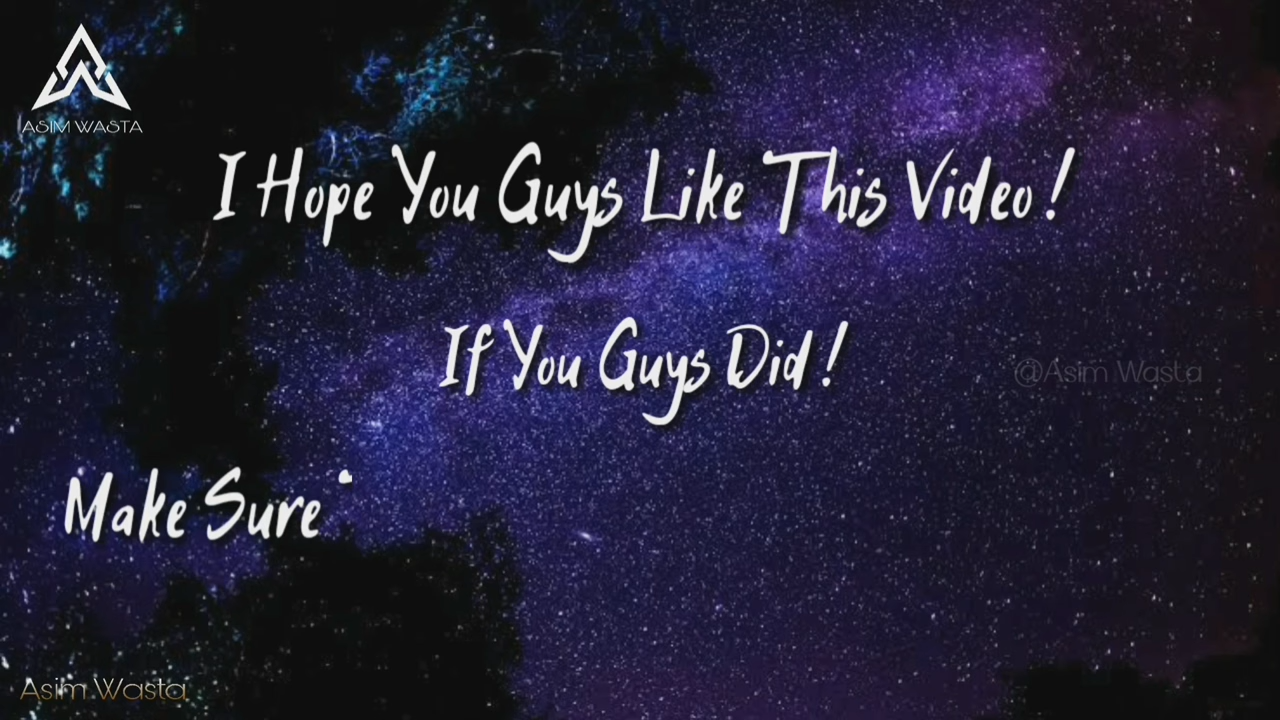 ASIM WASTA
I Hope You Guys Like This Video!
If You Guys Did!
@Asim Wasta
Make Sure
Asim Wasta